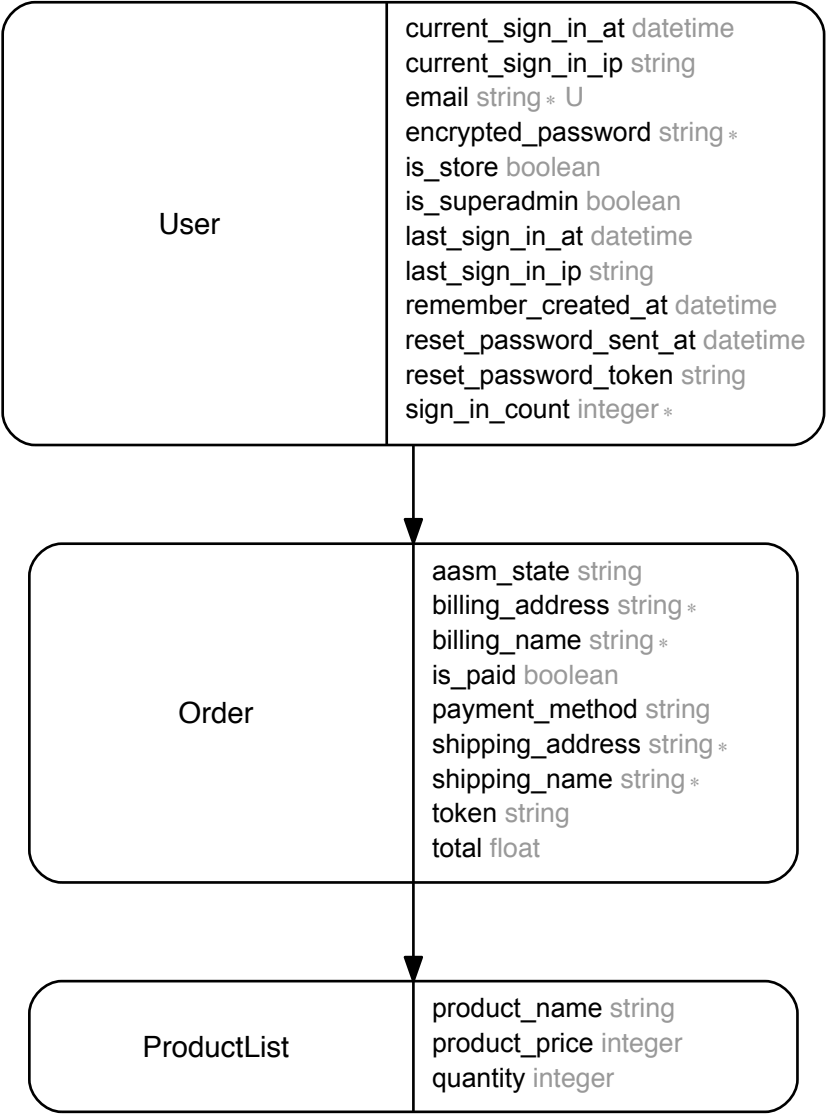 User
current_sign_in_at datetime
current_sign_in_ip string
email string * U
encrypted_password string *
is_store boolean
is_superadmin boolean
last_sign_in_at datetime
last_sign_in_ip string
remember_created_at datetime
reset_password_sent_at datetime
reset_password_token string
sign_in_count integer *
Order
aasm_state string
billing_address string *
billing_name string *
is_paid boolean
payment_method string
shipping_address string *
shipping_name string *
token string
total float
ProductList
product_name string
product_price integer
quantity integer